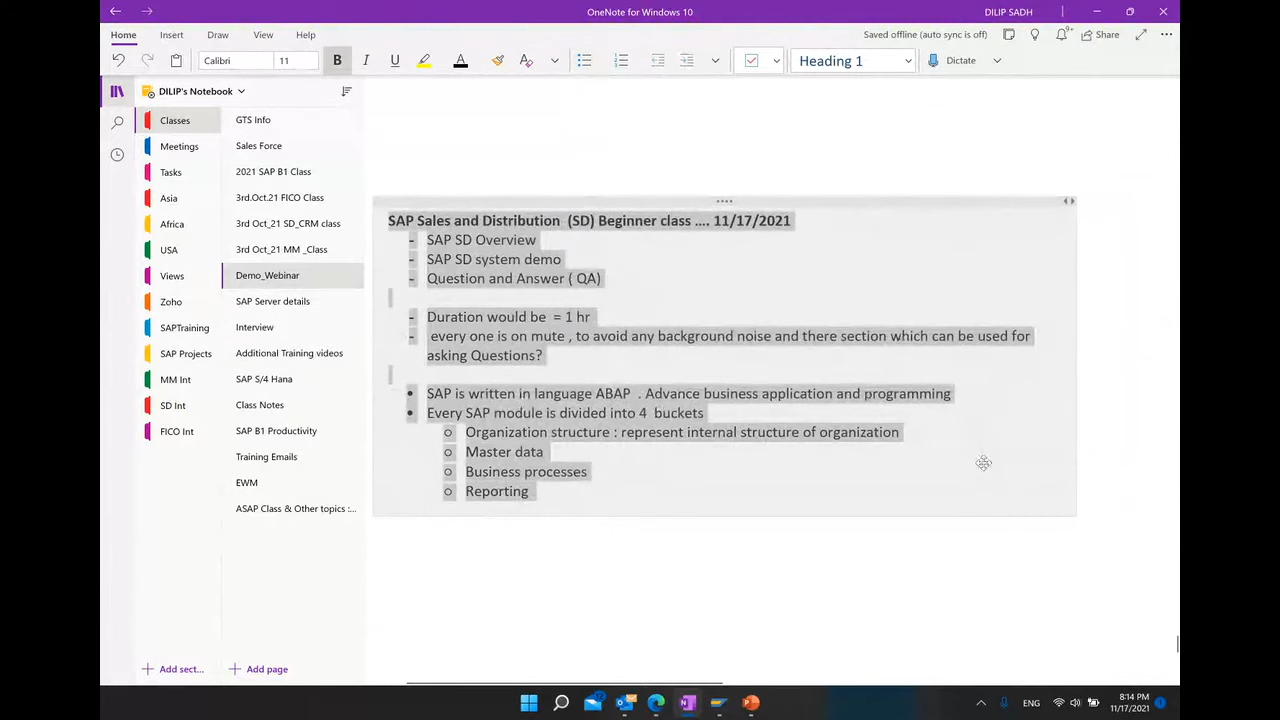 OneNote for Windows 10
DILIP SADH
Home Insert Draw View Help
Saved offline (auto sync is off)
Share
Calibri 11
B I U A
Heading 1
Dictate
DILIP's Notebook
Classes
Meetings
Tasks
Asia
Africa
USA
Views
Zoho
SAPTraining
SAP Projects
MM Int
SD Int
FICO Int
Add sect...
GTS Info
Sales Force
2021 SAP B1 Class
3rd.Oct.21 FICO Class
3rd Oct_21 SD_CRM class
3rd Oct_21 MM _Class
Demo_Webinar
SAP Server details
Interview
Additional Training videos
SAP S/4 Hana
Class Notes
SAP B1 Productivity
Training Emails
EWM
ASAP Class & Other topics :...
Add page
SAP Sales and Distribution (SD) Beginner class .... 11/17/2021
- SAP SD Overview
- SAP SD system demo
- Question and Answer ( QA)
- Duration would be = 1 hr
- every one is on mute , to avoid any background noise and there section which can be used for
asking Questions?
• SAP is written in language ABAP . Advance business application and programming
• Every SAP module is divided into 4 buckets
o Organization structure : represent internal structure of organization
o Master data
o Business processes
o Reporting
ENG
8:14 PM
11/17/2021